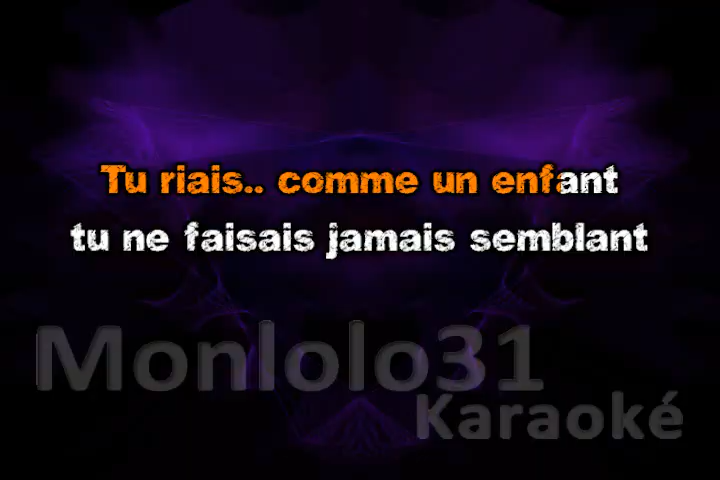 Tu riais.. comme un enfant
tu ne faisais jamais semblant
Monlolo31
Karaoké